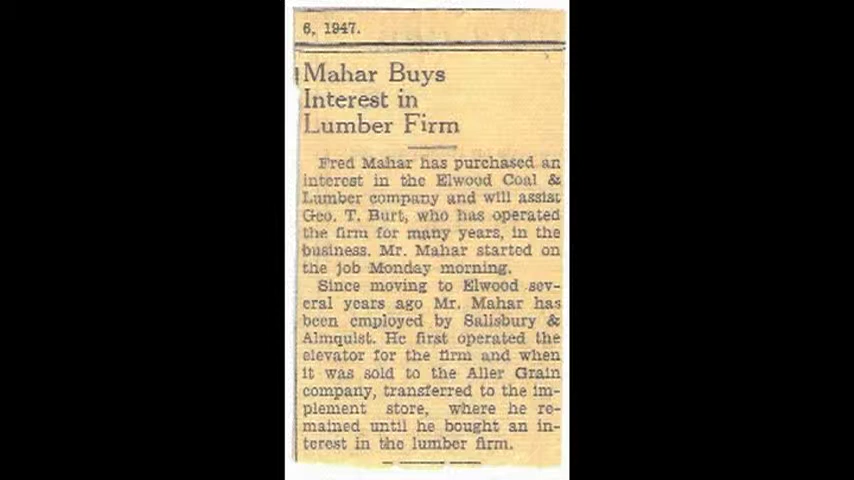 6, 1947.
Mahar Buys
Interest in
Lumber Firm
Fred Mahar has purchased an
interest in the Elwood Coal &
Lumber company and will assist
Geo. T. Burt, who has operated
the firm for many years, in the
business. Mr. Mahar started on
the job Monday morning.
Since moving to Elwood sev-
eral years ago Mr. Mahar has
been employed by Salisbury &
Almquist. He first operated the
elevator for the firm and when
it was sold to the Aller Grain
company, transferred to the im-
plement store, where he re-
mained until he bought an in-
terest in the lumber firm.